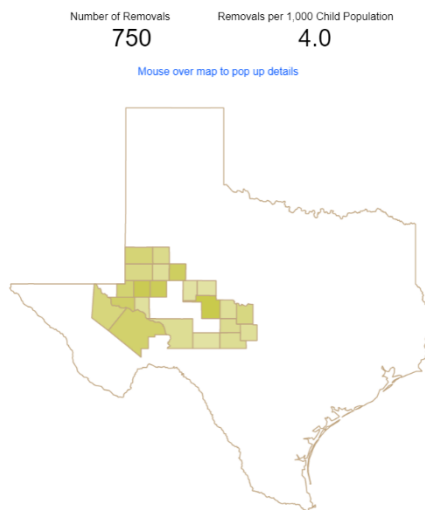 Number of Removals
750
Removals per 1,000 Child Population
4.0
Mouse over map to pop up details